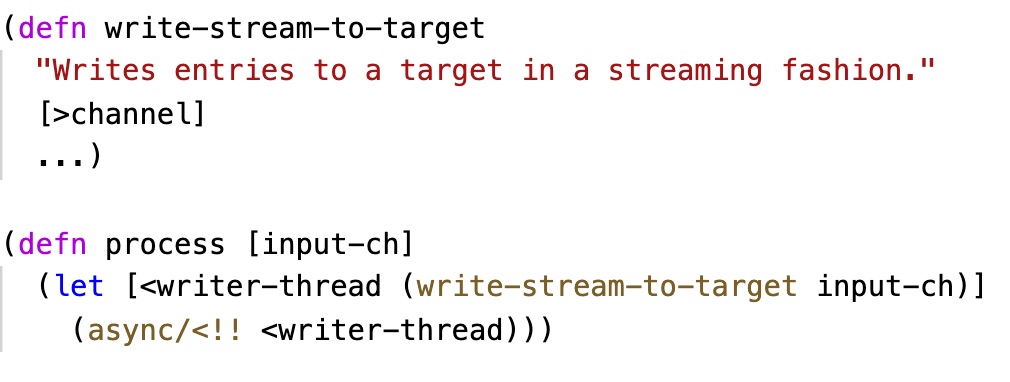 (defn write-stream-to-target
"Writes entries to a target in a streaming fashion."
[>channel]
...)
(defn process [input-ch]
(let [<writer-thread (write-stream-to-target input-ch)]
(async/<!! <writer-thread)))